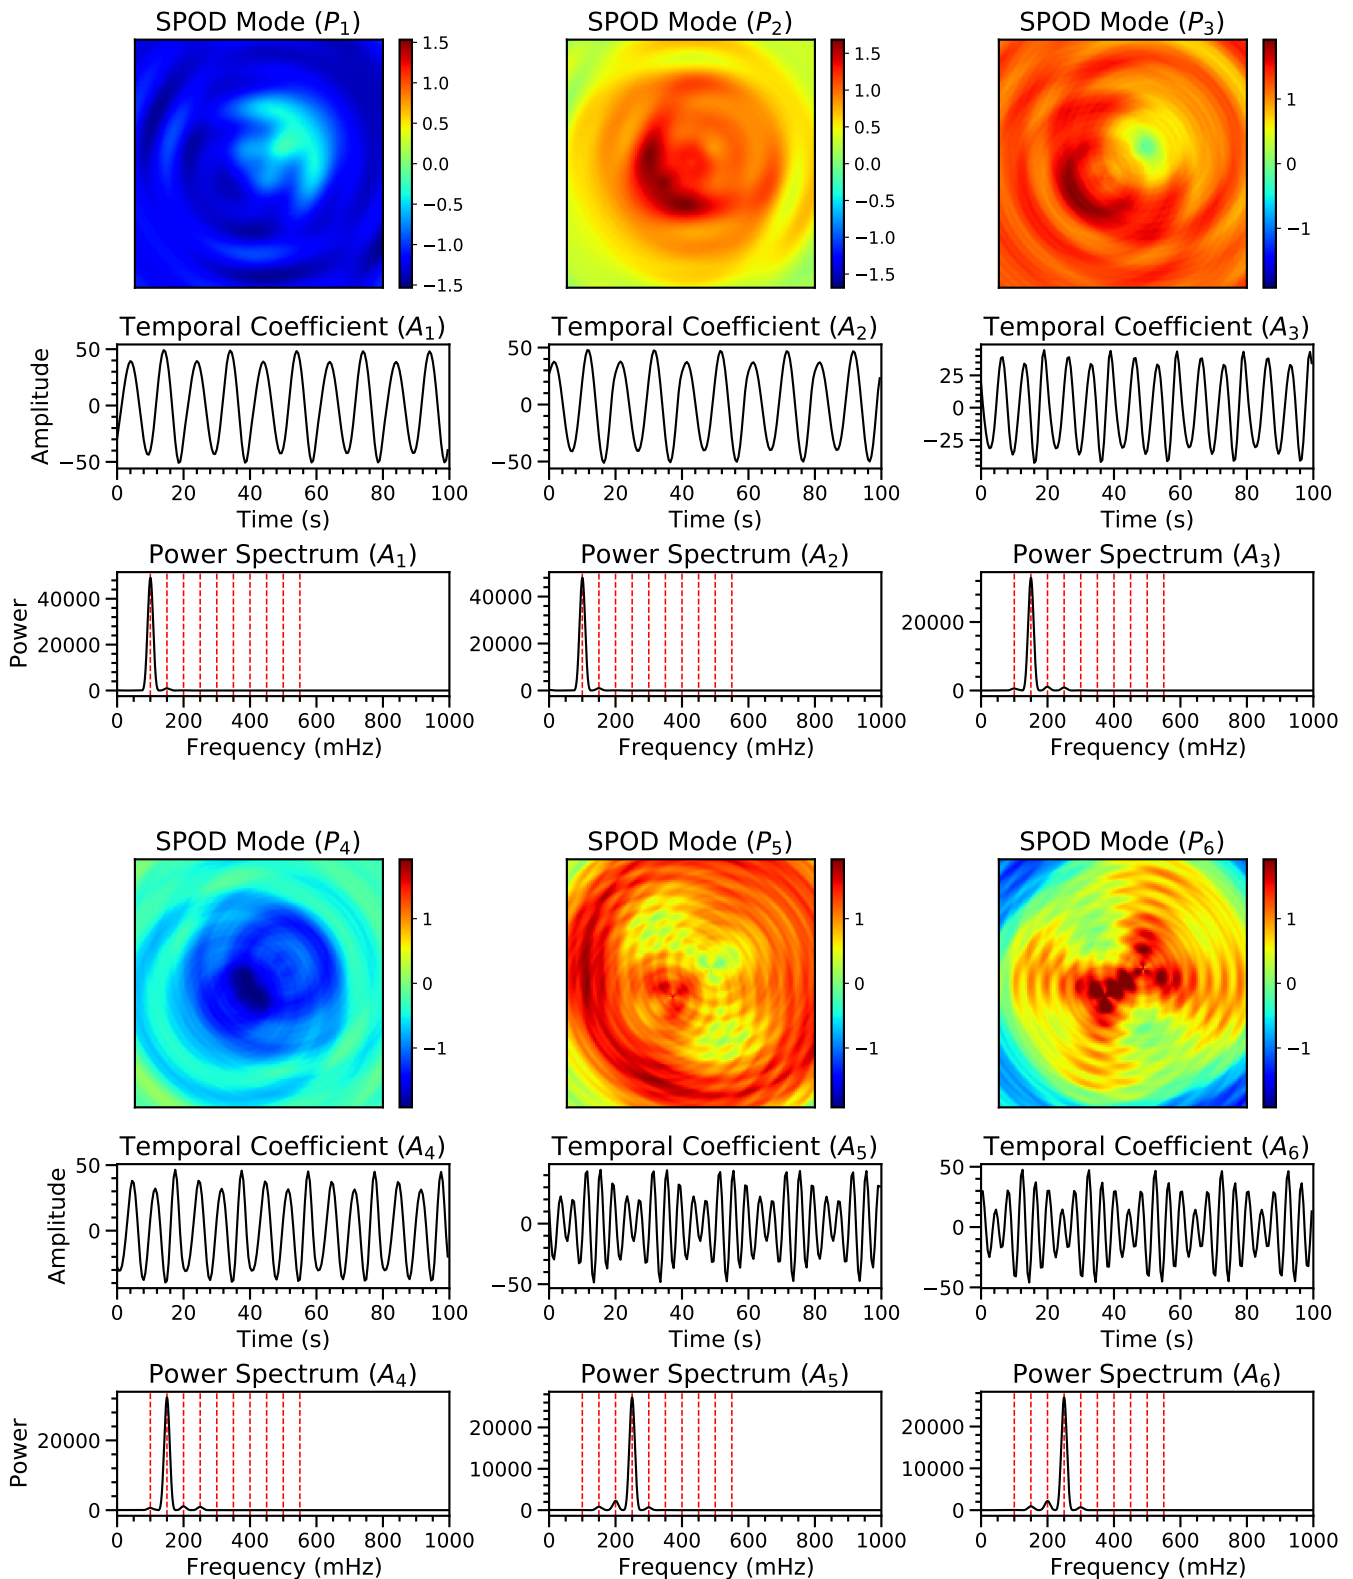 SPOD Mode (P1) SPOD Mode (P2) SPOD Mode (P3)
1.5 1.5
1.0 1.0 1
0.5 0.5
0.0 0.0 0
−0.5 −0.5
−1.0 −1.0 −1
−1.5 −1.5
Temporal Coefficient (A1) Temporal Coefficient (A2) Temporal Coefficient (A3)
Amplitude
50 50 25
0 0 0
−50 −50 −25
0 20 40 60 80 100 0 20 40 60 80 100 0 20 40 60 80 100
Time (s) Time (s) Time (s)
Power Spectrum (A1) Power Spectrum (A2) Power Spectrum (A3)
Power
40000 40000
20000 20000 20000
0 0 0
0 200 400 600 800 1000 0 200 400 600 800 1000 0 200 400 600 800 1000
Frequency (mHz) Frequency (mHz) Frequency (mHz)
SPOD Mode (P4) SPOD Mode (P5) SPOD Mode (P6)
1 1 1
0 0 0
−1 −1 −1
Temporal Coefficient (A4) Temporal Coefficient (A5) Temporal Coefficient (A6)
Amplitude
50 50
0 0 0
−50 −50
0 20 40 60 80 100 0 20 40 60 80 100 0 20 40 60 80 100
Time (s) Time (s) Time (s)
Power Spectrum (A4) Power Spectrum (A5) Power Spectrum (A6)
Power
20000 20000 20000
10000 10000
0 0 0
0 200 400 600 800 1000 0 200 400 600 800 1000 0 200 400 600 800 1000
Frequency (mHz) Frequency (mHz) Frequency (mHz)